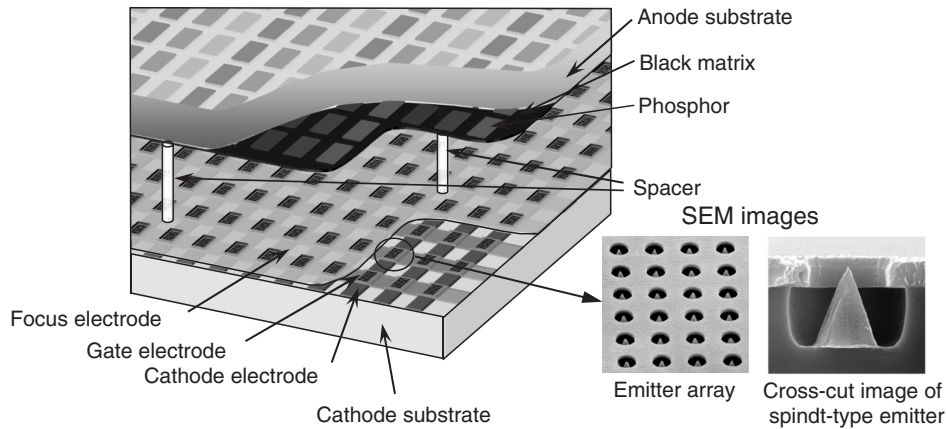 Anode substrate
Black matrix
Phosphor
Spacer
SEM images
Focus electrode
Gate electrode
Cathode electrode
Cathode substrate
Emitter array
Cross-cut image of
spindt-type emitter